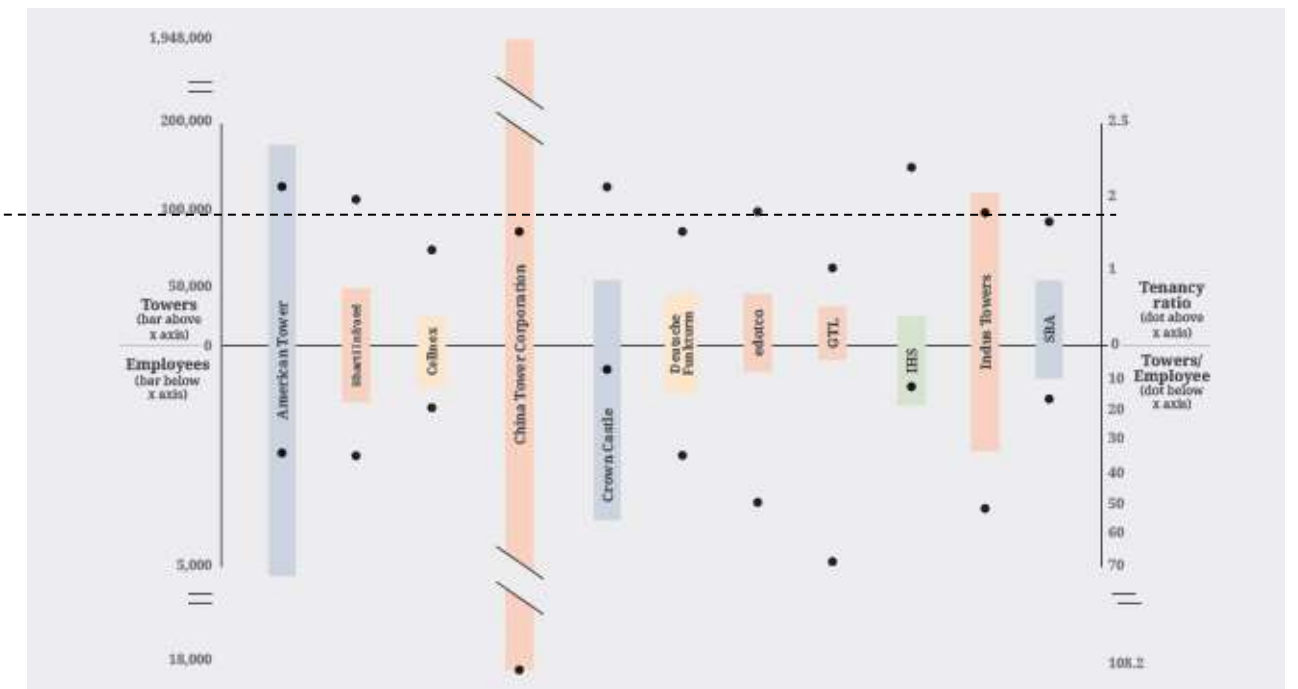 1,948,000
200,000
100,000
50,000
Towers
(bar above
x axis)
0
Employees
(bar below
x axis)
5,000
18,000
American Tower
Bharti Infratel
Cellnex
China Tower Corporation
Crown Castle
Deutsche
Funkturm
edotco
GTL
IHS
Indus Towers
SBA
2.5
2
1
Tenancy
ratio
(dot above
x axis)
0
Towers/
Employee
(dot below
x axis)
10
20
30
40
50
60
70
108.2